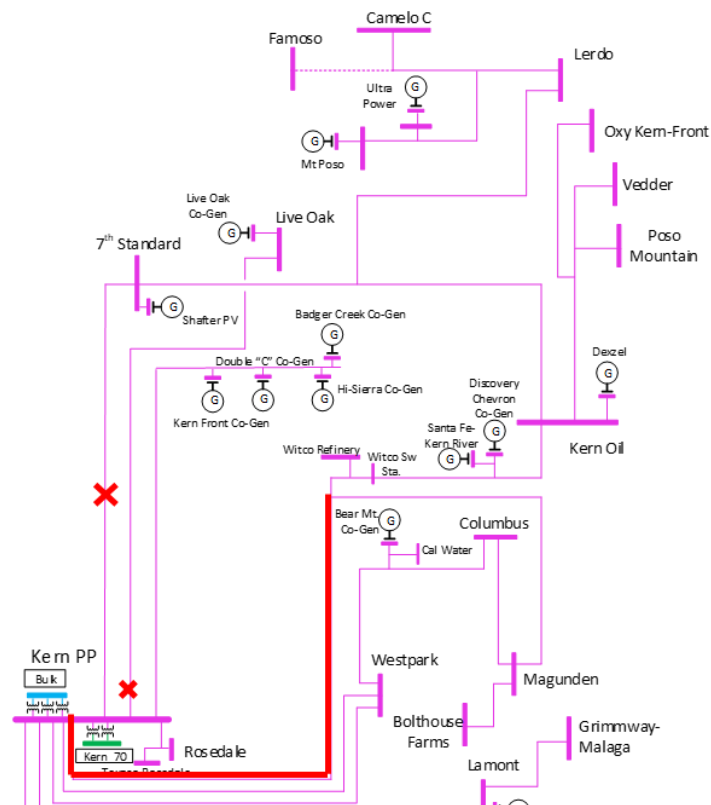 Camelo C
Famoso
Lerdo
Ultra
Power
G
Oxy Kern-Front
G
Mt Poso
Vedder
Live Oak
Co-Gen
Live Oak
G
Poso
Mountain
7th Standard
G
Shafter PV
Badger Creek Co-Gen
G
Double "C" Co-Gen
Dexzel
G
Hi-Sierra Co-Gen
G
G
G
Kern Front Co-Gen
Discovery
Chevron
Co-Gen
Santa Fe-
Kern River
G
G
Kern Oil
Witco Refinery
Witco Sw
Sta.
Bear Mt.
Co-Gen
G
Columbus
Cal Water
Kern PP
Bulk
Westpark
Magunden
Bolthouse
Farms
Grimmway-
Malaga
Rosedale
Kern 70
Lamont